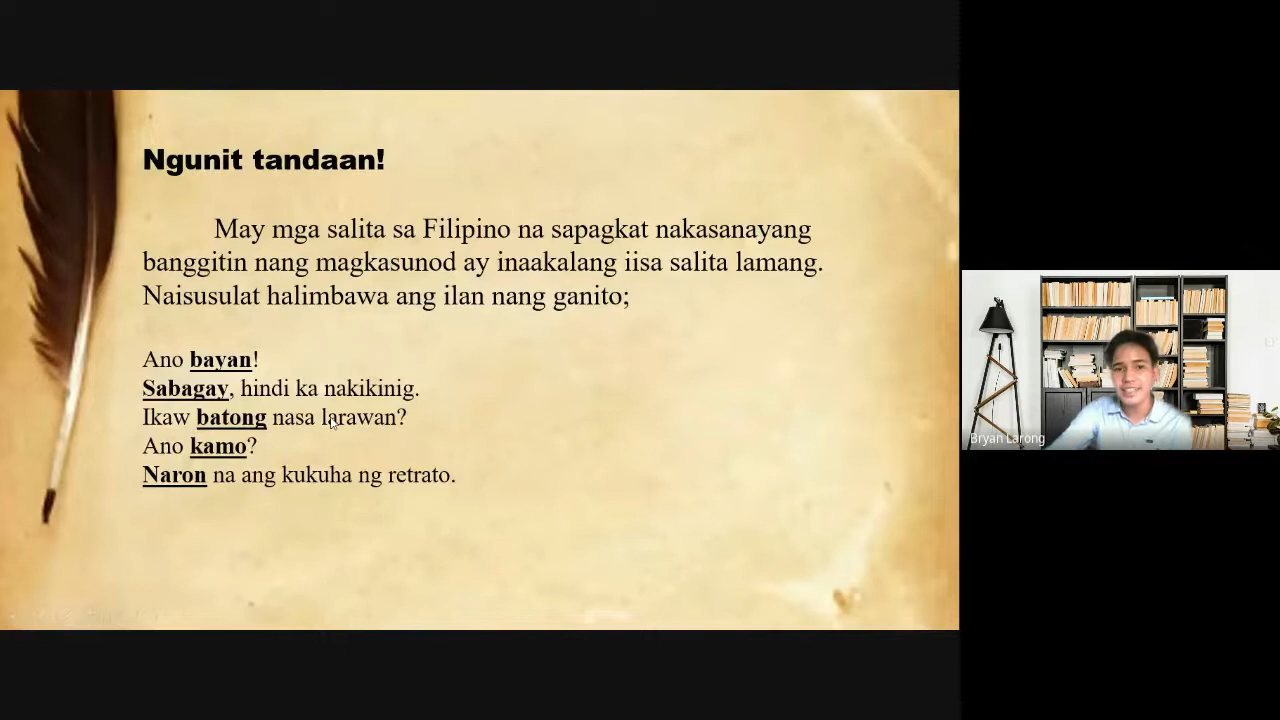 Ngunit tandaan!
May mga salita sa Filipino na sapagkat nakasanayang
banggitin nang magkasunod ay inaakalang iisa salita lamang.
Naisusulat halimbawa ang ilan nang ganito;
Ano bayan!
Sabagay, hindi ka nakikinig.
Ikaw batong nasa larawan?
Ano kamo?
Naron na ang kukuha ng retrato.
Bryan Larong